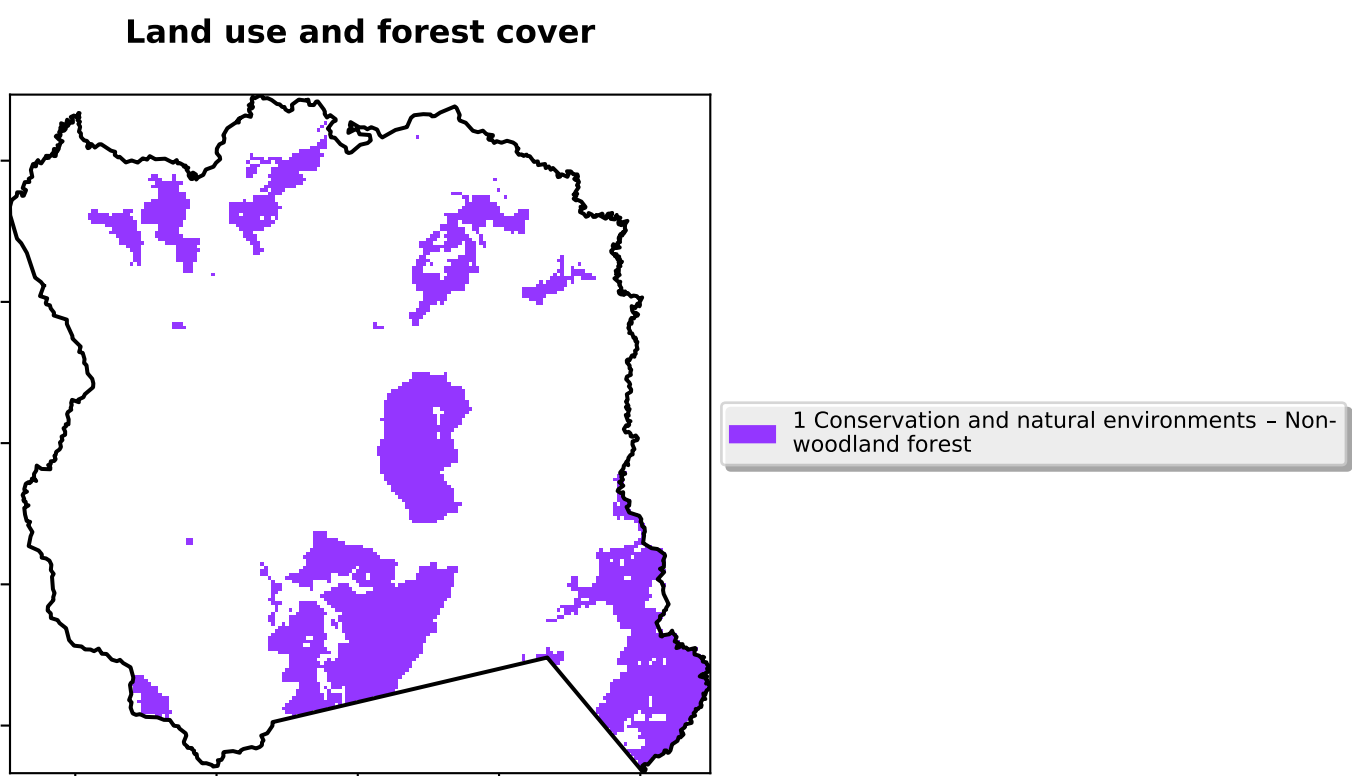 Land use and forest cover
1 Conservation and natural environments – Non-
woodland forest